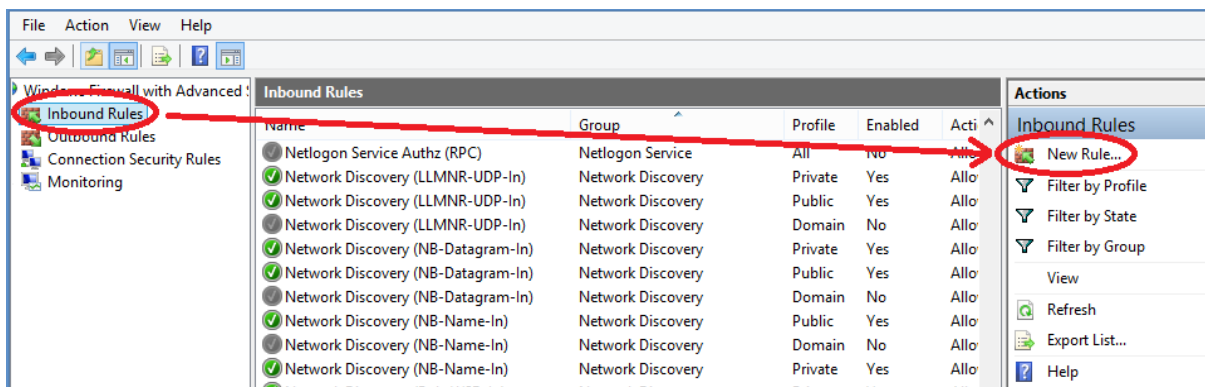 File Action View Help
Windows Firewall with Advanced
Inbound Rules
Outbound Rules
Connection Security Rules
Monitoring
Inbound Rules
Name Group Profile Enabled Acti
Netlogon Service Authz (RPC) Netlogon Service All No Allo
Network Discovery (LLMNR-UDP-In) Network Discovery Private Yes Allo
Network Discovery (LLMNR-UDP-In) Network Discovery Public Yes Allo
Network Discovery (LLMNR-UDP-In) Network Discovery Domain No Allo
Network Discovery (NB-Datagram-In) Network Discovery Private Yes Allo
Network Discovery (NB-Datagram-In) Network Discovery Public Yes Allo
Network Discovery (NB-Datagram-In) Network Discovery Domain No Allo
Network Discovery (NB-Name-In) Network Discovery Public Yes Allo
Network Discovery (NB-Name-In) Network Discovery Domain No Allo
Network Discovery (NB-Name-In) Network Discovery Private Yes Allo
Actions
Inbound Rules
New Rule...
Filter by Profile
Filter by State
Filter by Group
View
Refresh
Export List...
Help